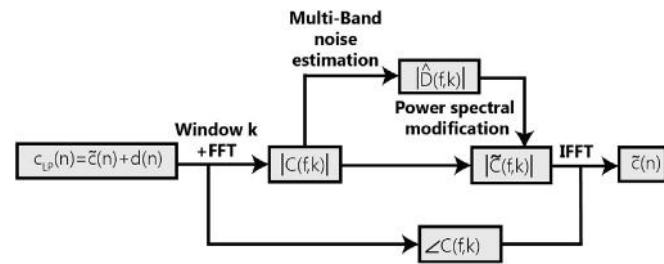 Multi-Band
noise
estimation
|D̂(f,k)|
Power spectral
modification
Window k
+FFT
IFFT
c_LP(n)=c̃(n)+d(n)
|C(f,k)|
|C̃(f,k)|
c̃(n)
∠C(f,k)